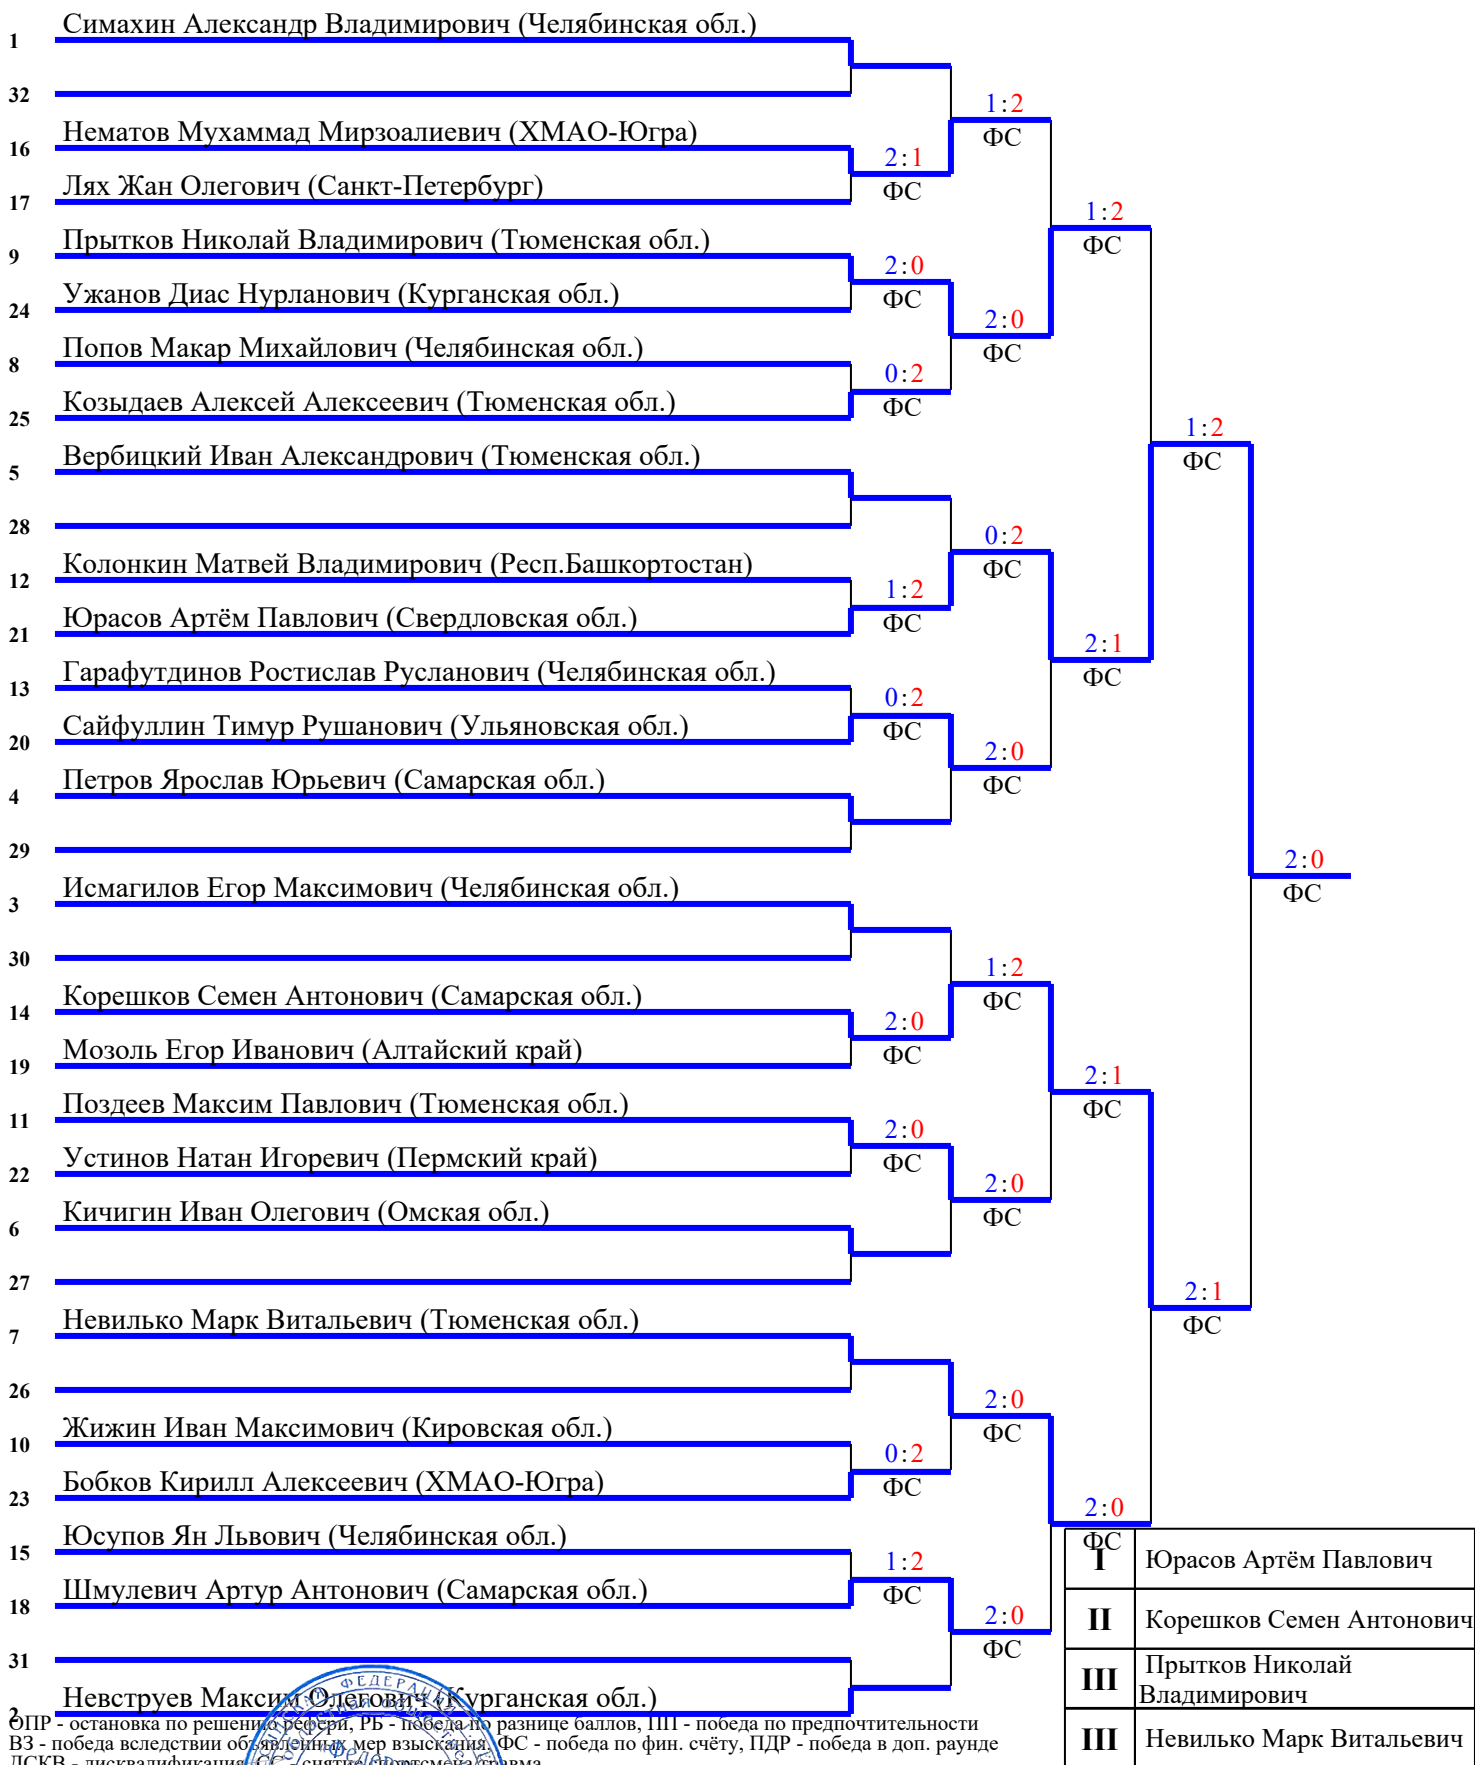 Симахин Александр Владимирович (Челябинская обл.)
1
32
1:2
ФС
Нематов Мухаммад Мирзоалиевич (ХМАО-Югра)
16
2:1
ФС
Лях Жан Олегович (Санкт-Петербург)
17
1:2
ФС
Прытков Николай Владимирович (Тюменская обл.)
9
2:0
ФС
Ужанов Диас Нурланович (Курганская обл.)
24
2:0
ФС
Попов Макар Михайлович (Челябинская обл.)
8
0:2
ФС
Козыдаев Алексей Алексеевич (Тюменская обл.)
25
1:2
ФС
Вербицкий Иван Александрович (Тюменская обл.)
5
28
0:2
ФС
Колонкин Матвей Владимирович (Респ.Башкортостан)
12
1:2
ФС
Юрасов Артём Павлович (Свердловская обл.)
21
2:1
ФС
Гарафутдинов Ростислав Русланович (Челябинская обл.)
13
0:2
ФС
Сайфуллин Тимур Рушанович (Ульяновская обл.)
20
2:0
ФС
Петров Ярослав Юрьевич (Самарская обл.)
4
29
2:0
ФС
Исмагилов Егор Максимович (Челябинская обл.)
3
30
1:2
ФС
Корешков Семен Антонович (Самарская обл.)
14
2:0
ФС
Мозоль Егор Иванович (Алтайский край)
19
2:1
ФС
Поздеев Максим Павлович (Тюменская обл.)
11
2:0
ФС
Устинов Натан Игоревич (Пермский край)
22
2:0
ФС
Кичигин Иван Олегович (Омская обл.)
6
27
2:1
ФС
Невилько Марк Витальевич (Тюменская обл.)
7
26
2:0
ФС
Жижин Иван Максимович (Кировская обл.)
10
0:2
ФС
Бобков Кирилл Алексеевич (ХМАО-Югра)
23
2:0
ФС
Юсупов Ян Львович (Челябинская обл.)
15
1:2
ФС
Шмулевич Артур Антонович (Самарская обл.)
18
2:0
ФС
31
Невструев Максим Олегович (Курганская обл.)
2
I Юрасов Артём Павлович
II Корешков Семен Антонович
III Прытков Николай
Владимирович
III Невилько Марк Витальевич
ОПР - остановка по решению рефери, РБ - победа по разнице баллов, ПП - победа по предпочтительности
ВЗ - победа вследствии объявления мер взыскания, ФС - победа по фин. счёту, ПДР - победа в доп. раунде
ДСКВ - дисквалификация, снятие спортсмена травма